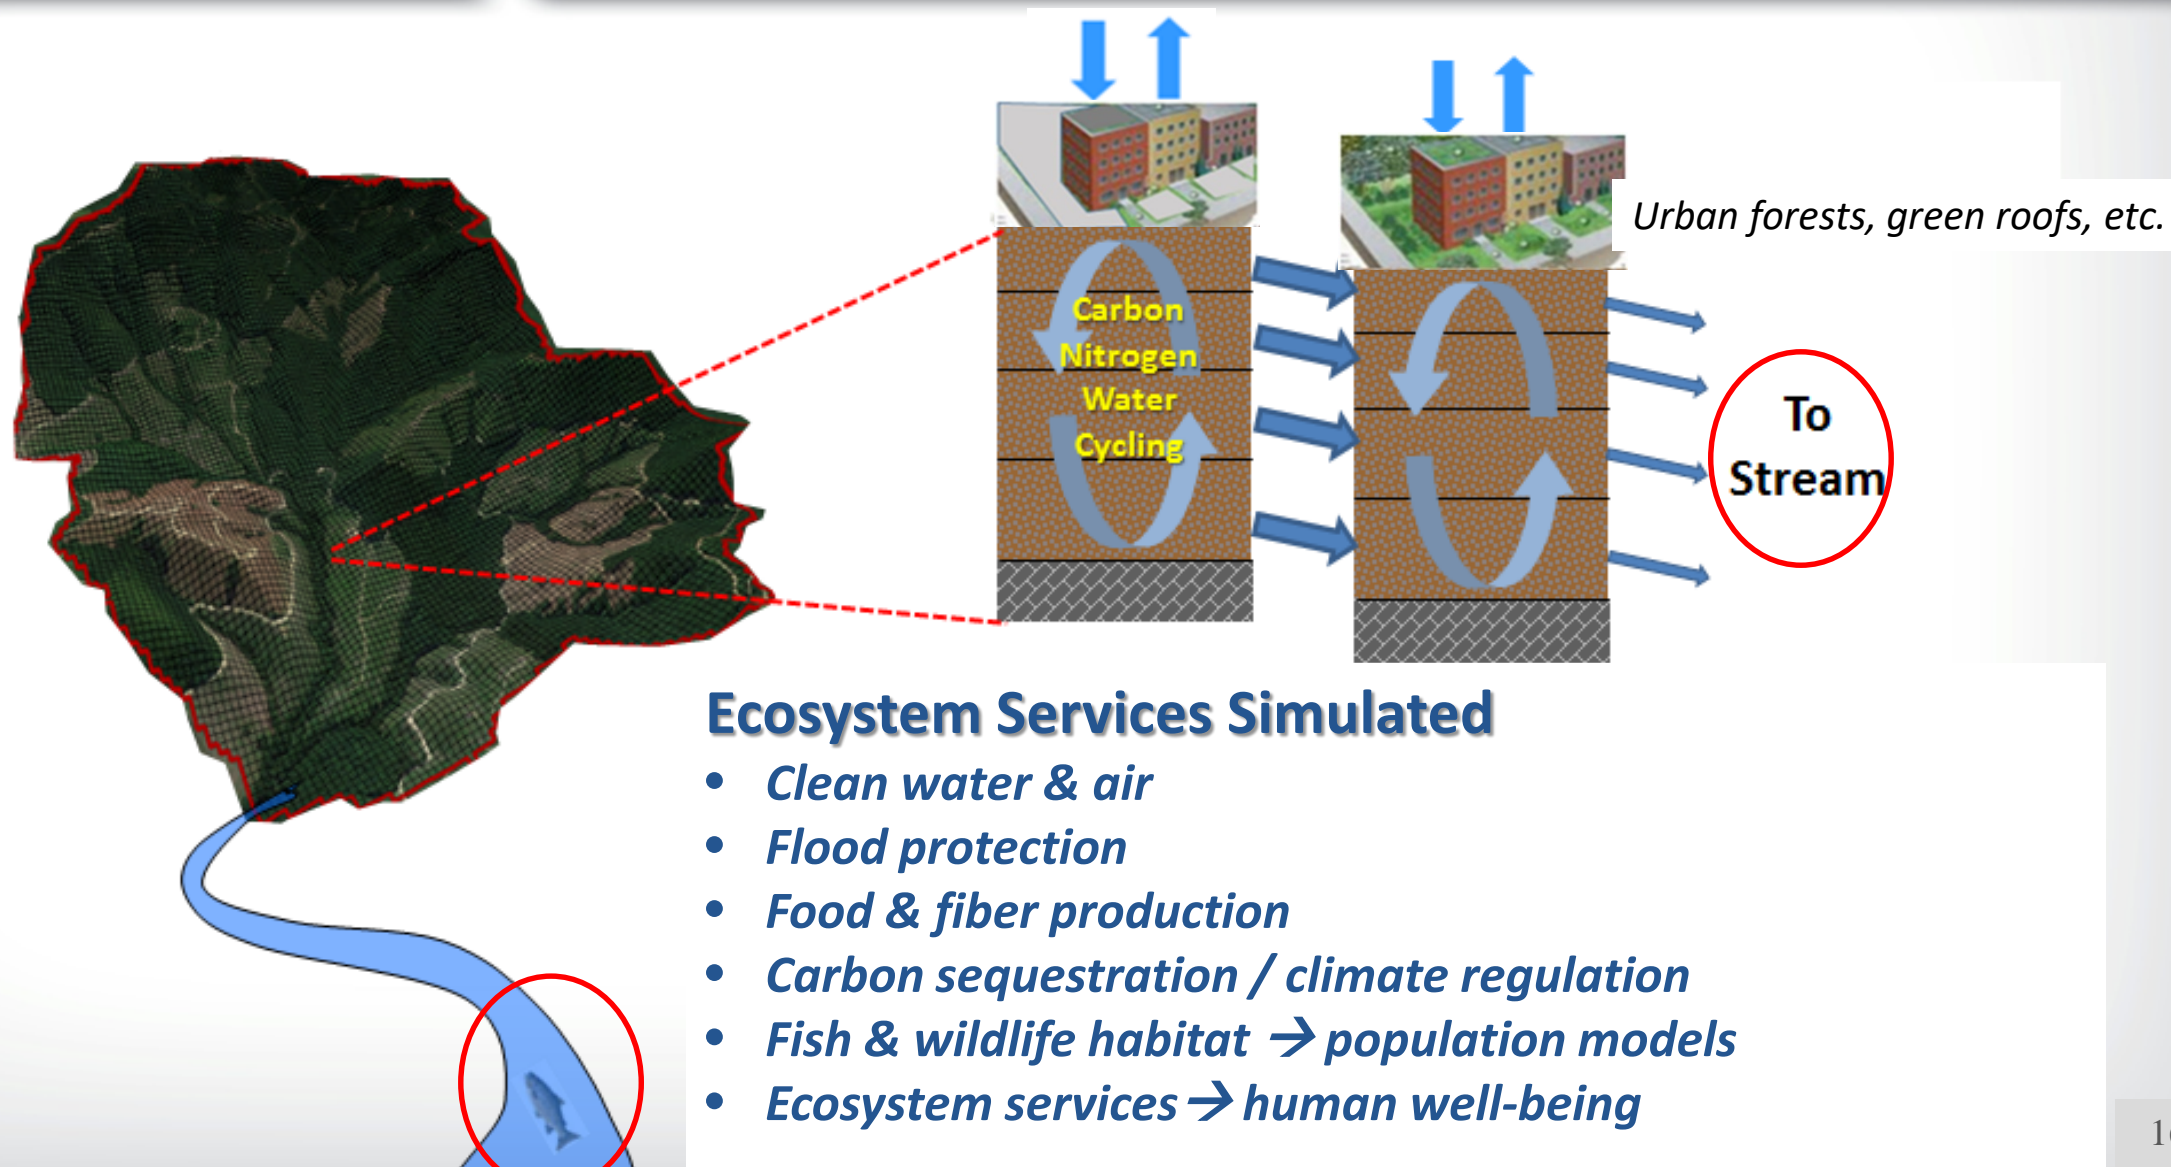 Urban forests, green roofs, etc.
Carbon
Nitrogen
Water
Cycling
To
Stream
Ecosystem Services Simulated
• Clean water & air
• Flood protection
• Food & fiber production
• Carbon sequestration / climate regulation
• Fish & wildlife habitat → population models
• Ecosystem services → human well-being